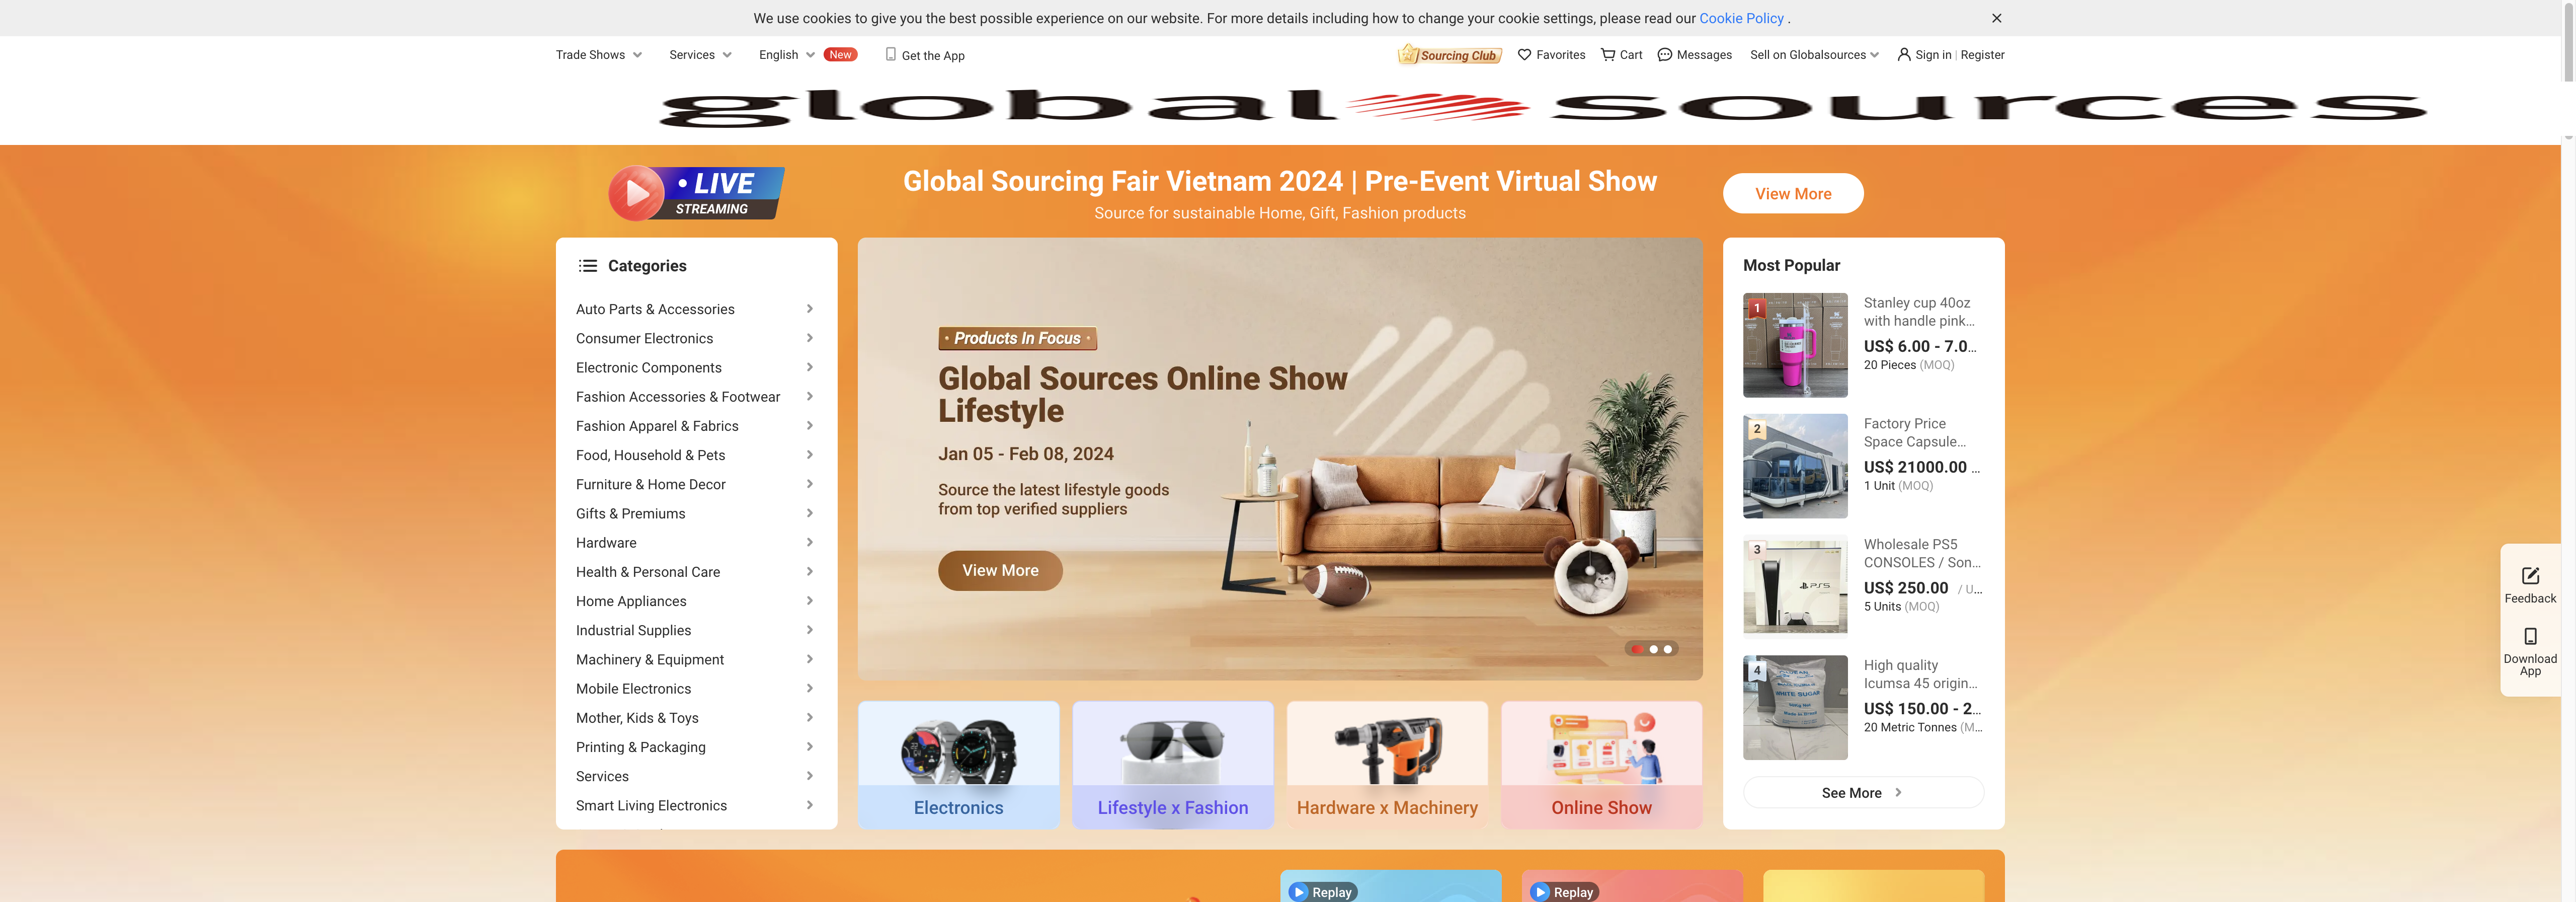 We use cookies to give you the best possible experience on our website. For more details including how to change your cookie settings, please read our Cookie Policy .
Trade Shows
Services
English
New
Get the App
Sourcing Club
Favorites
Cart
Messages
Sell on Globalsources
Sign in | Register
global sources
LIVE
STREAMING
Global Sourcing Fair Vietnam 2024 | Pre-Event Virtual Show
Source for sustainable Home, Gift, Fashion products
View More
Categories
Auto Parts & Accessories
Consumer Electronics
Electronic Components
Fashion Accessories & Footwear
Fashion Apparel & Fabrics
Food, Household & Pets
Furniture & Home Decor
Gifts & Premiums
Hardware
Health & Personal Care
Home Appliances
Industrial Supplies
Machinery & Equipment
Mobile Electronics
Mother, Kids & Toys
Printing & Packaging
Services
Smart Living Electronics
· Products In Focus ·
Global Sources Online Show
Lifestyle
Jan 05 - Feb 08, 2024
Source the latest lifestyle goods
from top verified suppliers
View More
Electronics
Lifestyle x Fashion
Hardware x Machinery
Online Show
Most Popular
1
Stanley cup 40oz
with handle pink...
US$ 6.00 - 7.0...
20 Pieces (MOQ)
2
Factory Price
Space Capsule...
US$ 21000.00 ...
1 Unit (MOQ)
3
PS5
Wholesale PS5
CONSOLES / Son...
US$ 250.00 / U...
5 Units (MOQ)
4
WHITE SUGAR
High quality
Icumsa 45 origin...
US$ 150.00 - 2...
20 Metric Tonnes (M...
See More
Feedback
Download
App
Replay
Replay